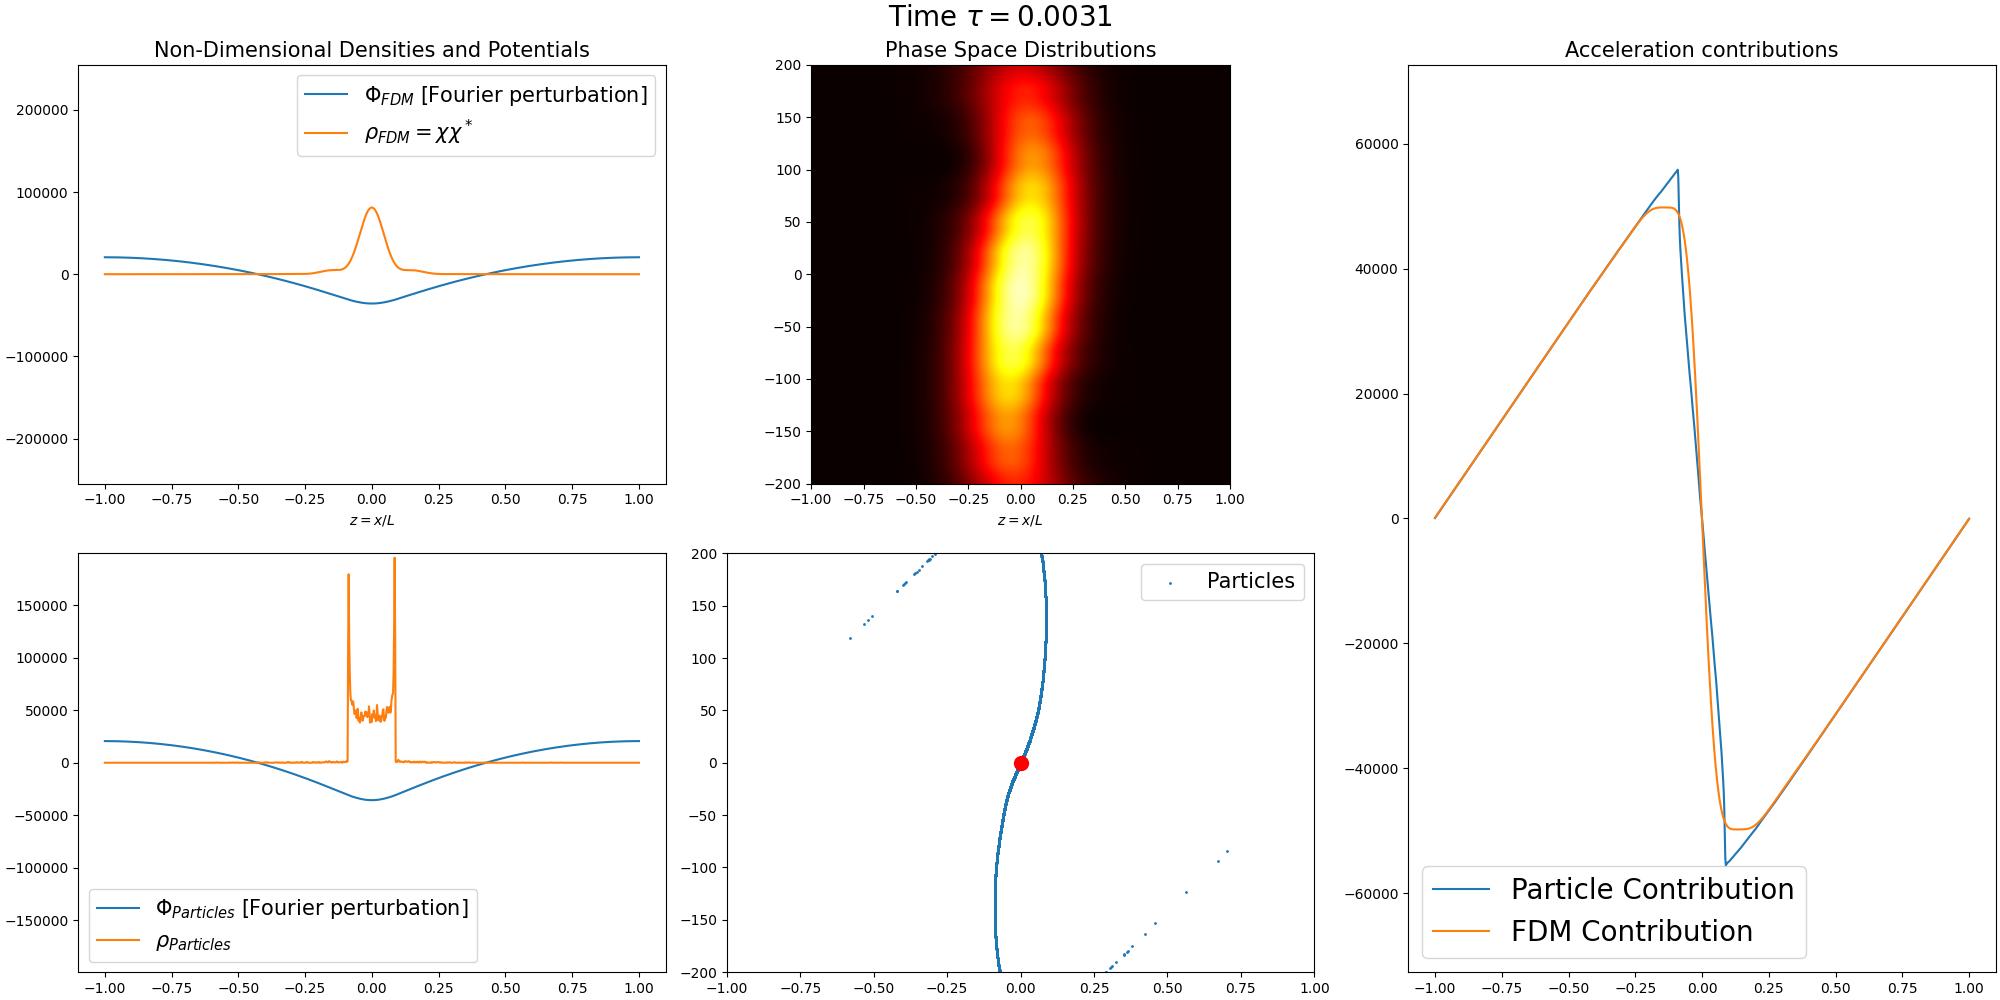 Time τ = 0.0031
Non-Dimensional Densities and Potentials
Φ_FDM [Fourier perturbation]
ρ_FDM = χχ*
200000
100000
0
−100000
−200000
−1.00 −0.75 −0.50 −0.25 0.00 0.25 0.50 0.75 1.00
z = x/L
Phase Space Distributions
200
150
100
50
0
−50
−100
−150
−200
−1.00 −0.75 −0.50 −0.25 0.00 0.25 0.50 0.75 1.00
z = x/L
Acceleration contributions
60000
40000
20000
0
−20000
−40000
−60000
Particle Contribution
FDM Contribution
−1.00 −0.75 −0.50 −0.25 0.00 0.25 0.50 0.75 1.00
150000
100000
50000
0
−50000
−100000
−150000
Φ_Particles [Fourier perturbation]
ρ_Particles
−1.00 −0.75 −0.50 −0.25 0.00 0.25 0.50 0.75 1.00
Particles
200
150
100
50
0
−50
−100
−150
−200
−1.00 −0.75 −0.50 −0.25 0.00 0.25 0.50 0.75 1.00